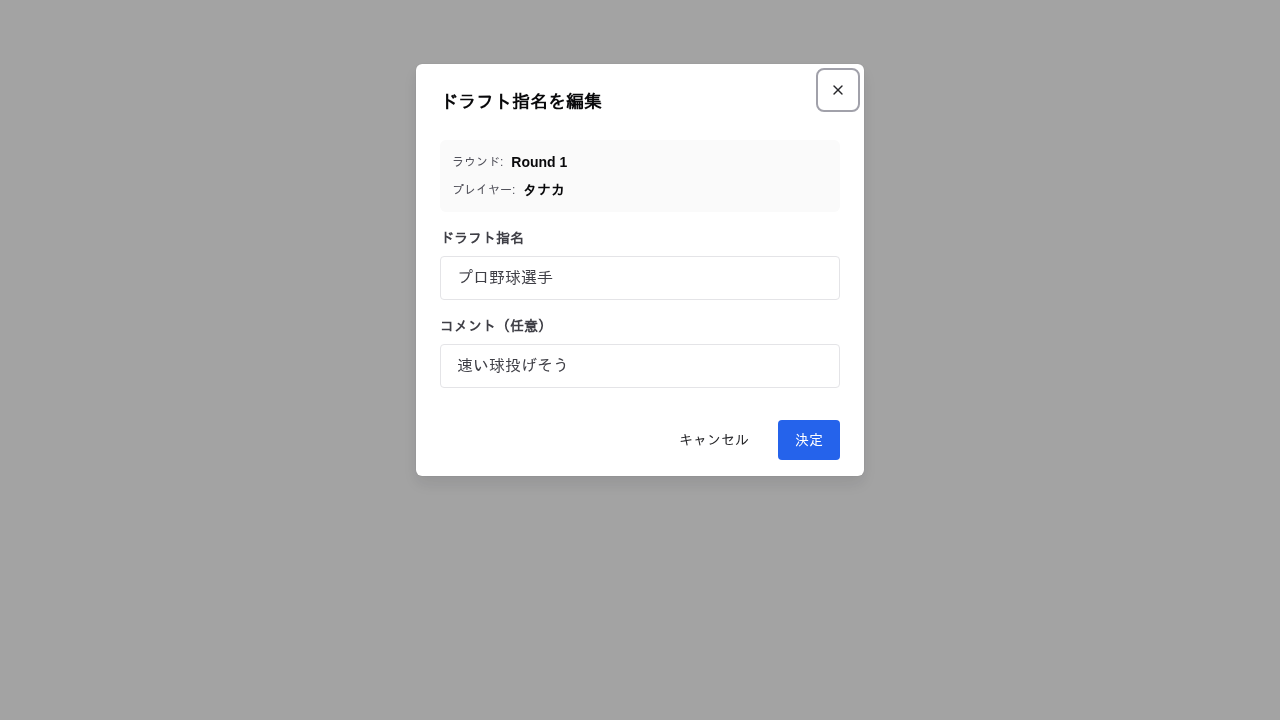 ドラフト指名を編集
×
ラウンド: Round 1
プレイヤー: タナカ
ドラフト指名
プロ野球選手
コメント（任意）
速い球投げそう
キャンセル
決定